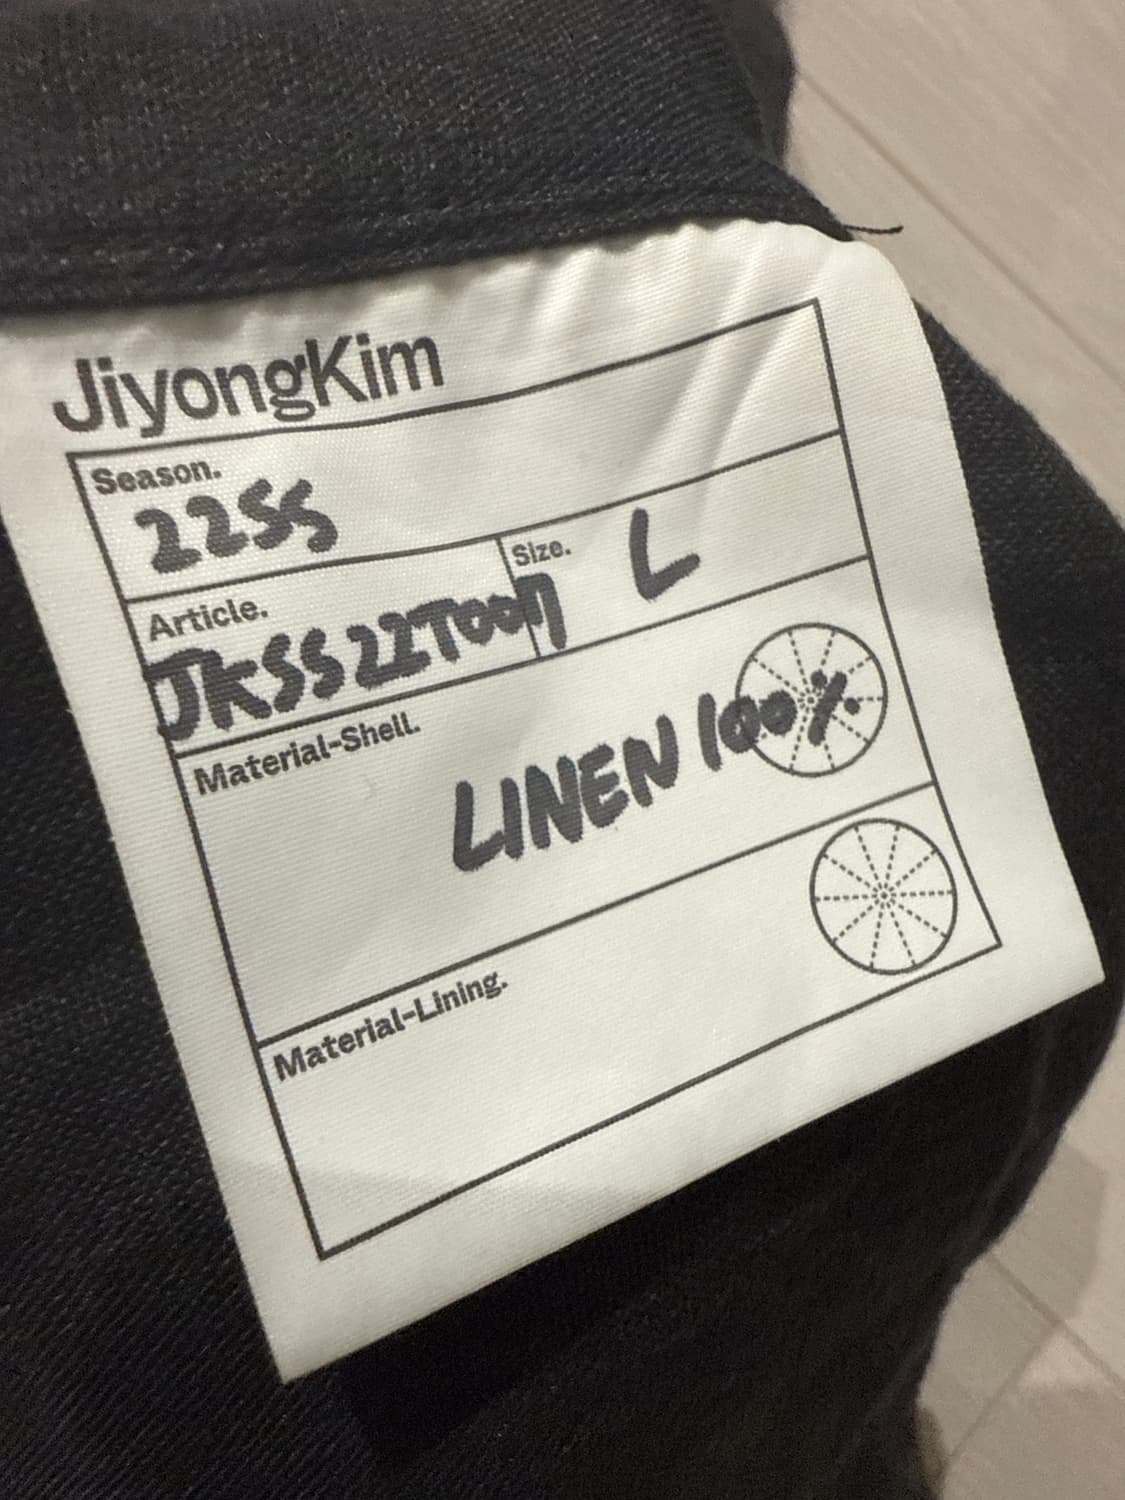 JiyongKim
Season.
22SS
Article.
Size.
L
JKSS22T007
Material-Shell.
LINEN 100%
Material-Lining.